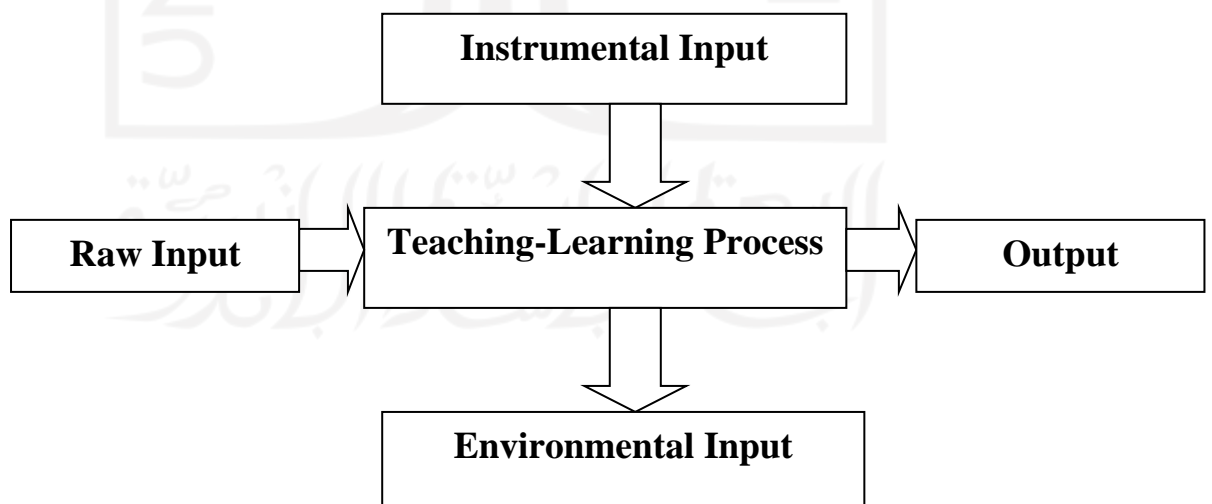 Instrumental Input
Raw Input
Teaching-Learning Process
Output
Environmental Input